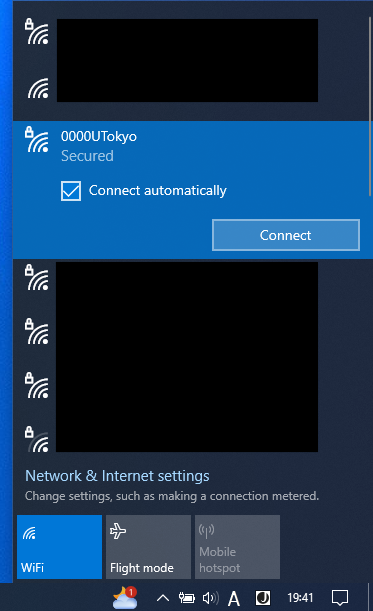 0000UTokyo
Secured
Connect automatically
Connect
Network & Internet settings
Change settings, such as making a connection metered.
WiFi
Flight mode
Mobile
hotspot
1
A
J
19:41